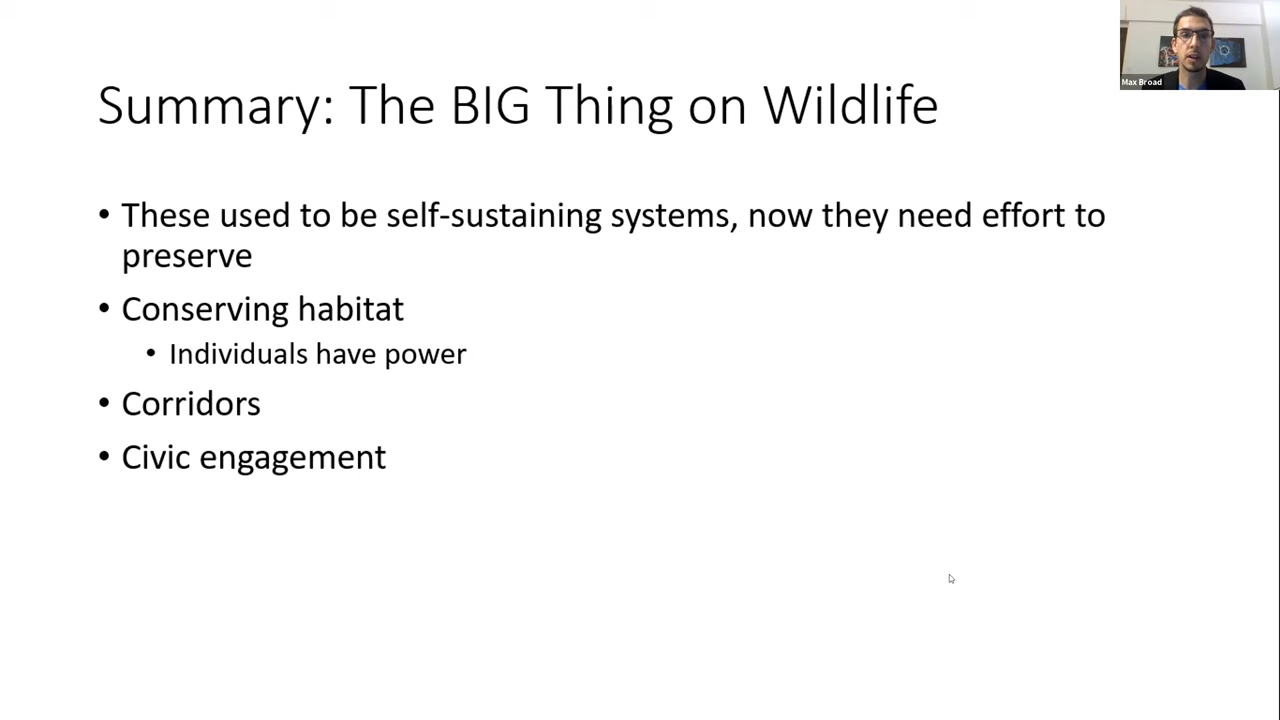 Max Broad
Summary: The BIG Thing on Wildlife
• These used to be self-sustaining systems, now they need effort to
preserve
• Conserving habitat
• Individuals have power
• Corridors
• Civic engagement